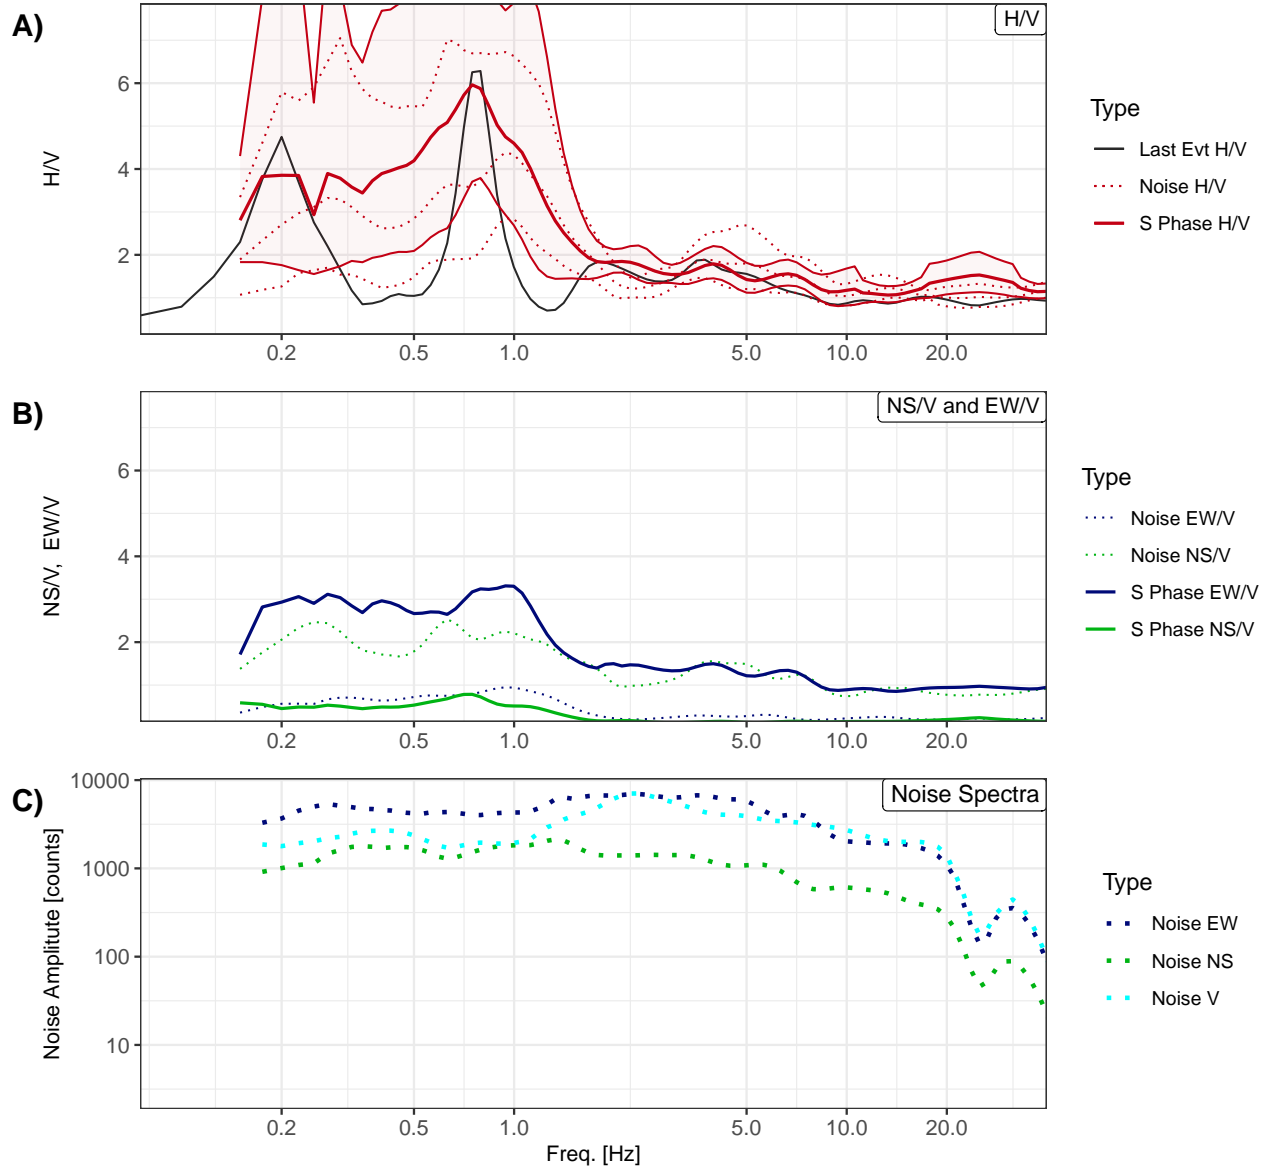 A)
H/V
H/V
6
4
2
0.2
0.5
1.0
5.0
10.0
20.0
Type
Last Evt H/V
Noise H/V
S Phase H/V
B)
NS/V and EW/V
NS/V,  EW/V
6
4
2
0.2
0.5
1.0
5.0
10.0
20.0
Type
Noise EW/V
Noise NS/V
S Phase EW/V
S Phase NS/V
C)
Noise Spectra
Noise Amplitute [counts]
10000
1000
100
10
0.2
0.5
1.0
5.0
10.0
20.0
Freq. [Hz]
Type
Noise EW
Noise NS
Noise V